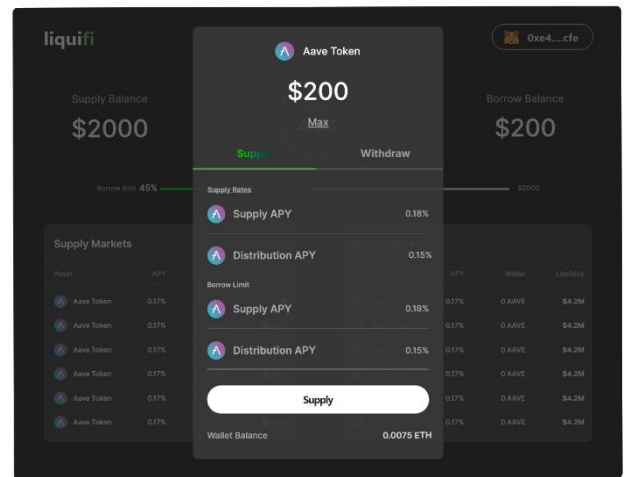 liquifi
0xe4....cfe
Supply Balance
$2000
Borrow Balance
$200
Borrow limit 45%
$2000
Supply Markets
Asset APY
Aave Token 0.17%
Aave Token 0.17%
Aave Token 0.17%
Aave Token 0.17%
Aave Token 0.17%
Aave Token 0.17%
Aave Token
$200
Max
Supply Withdraw
Supply Rates
Supply APY 0.18%
Distribution APY 0.15%
Borrow Limit
Supply APY 0.18%
Distribution APY 0.15%
Supply
Wallet Balance 0.0075 ETH
APY Wallet Liquidity
0.17% 0 AAVE $4.2M
0.17% 0 AAVE $4.2M
0.17% 0 AAVE $4.2M
0.17% 0 AAVE $4.2M
0.17% 0 AAVE $4.2M
0.17% 0 AAVE $4.2M